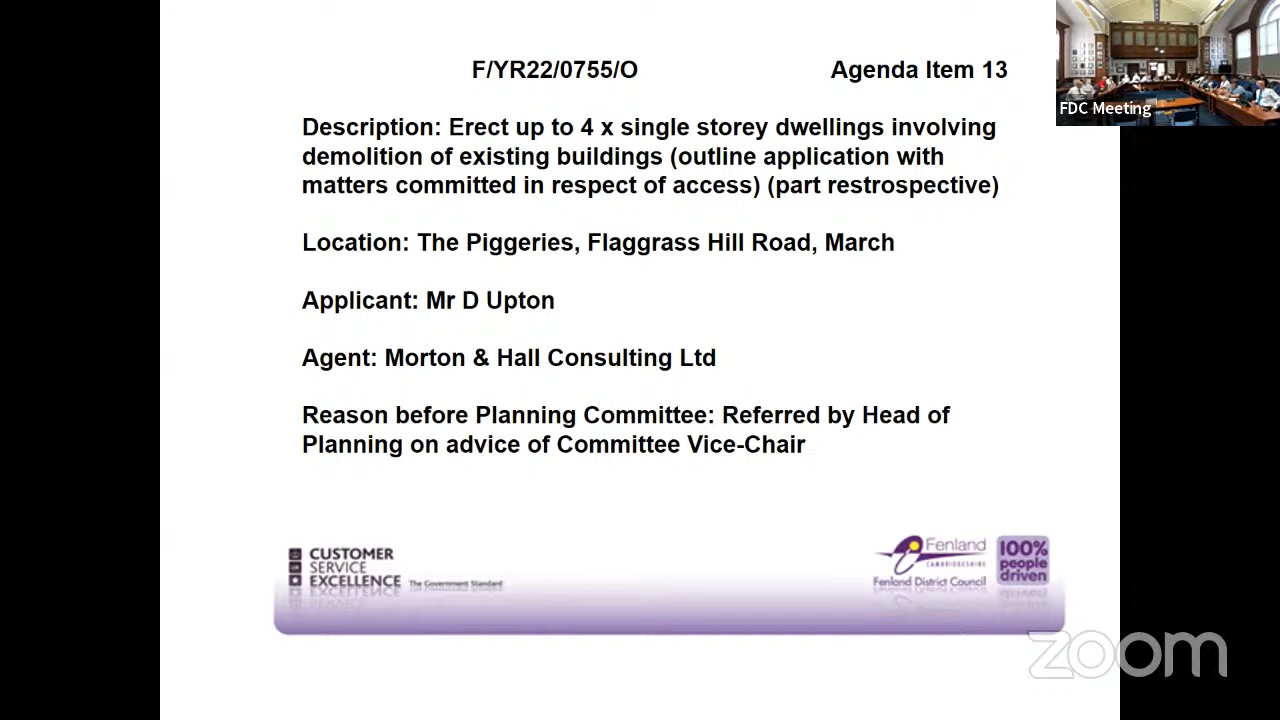 F/YR22/0755/O Agenda Item 13
FDC Meeting
Description: Erect up to 4 x single storey dwellings involving
demolition of existing buildings (outline application with
matters committed in respect of access) (part restrospective)
Location: The Piggeries, Flaggrass Hill Road, March
Applicant: Mr D Upton
Agent: Morton & Hall Consulting Ltd
Reason before Planning Committee: Referred by Head of
Planning on advice of Committee Vice-Chair
CUSTOMER
SERVICE
EXCELLENCE The Government Standard
Fenland
CAMBRIDGESHIRE
Fenland District Council
100%
people
driven
zoom